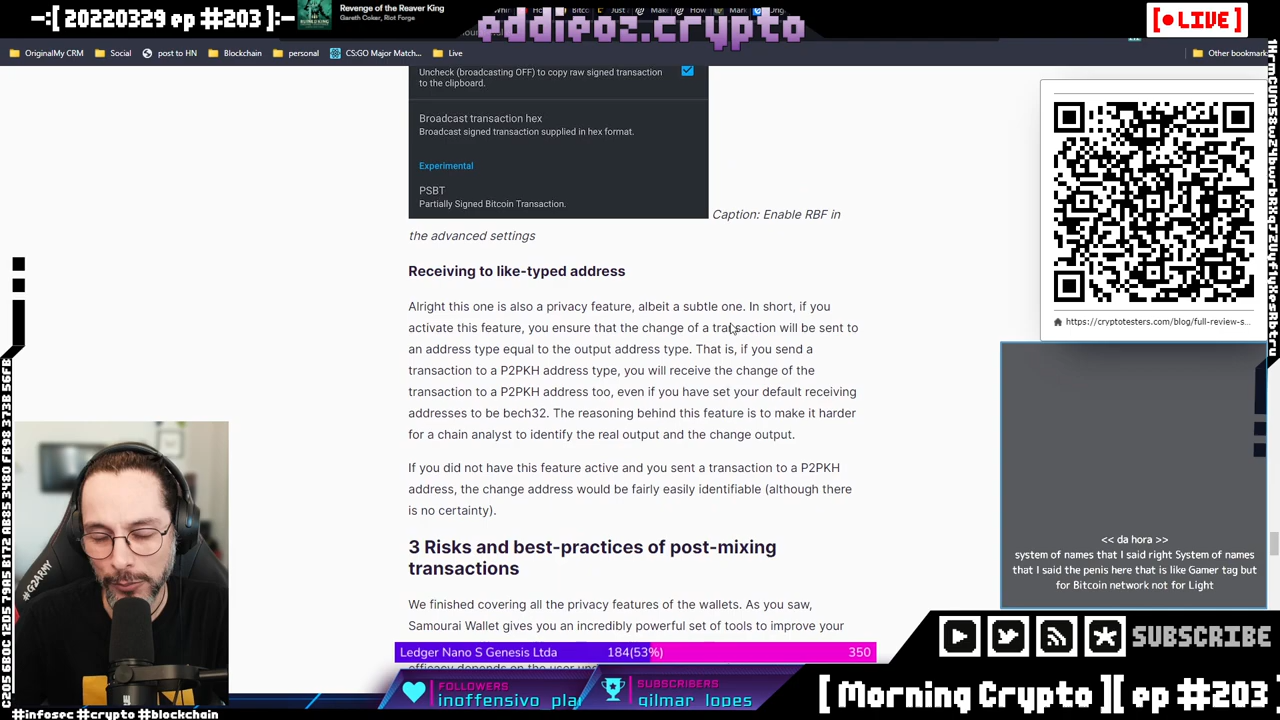 -:[ 20220329 ep #203 ]:-
Revenge of the Reaver King
Gareth Coker, Riot Forge
eddieoz.crypto
[● LIVE]
OriginalMy CRM
Social
post to HN
Blockchain
personal
CS:GO Major Match...
Live
Other bookmark
Uncheck (broadcasting OFF) to copy raw signed transaction
to the clipboard.
Broadcast transaction hex
Broadcast signed transaction supplied in hex format.
Experimental
PSBT
Partially Signed Bitcoin Transaction.
Caption: Enable RBF in
the advanced settings
Receiving to like-typed address
Alright this one is also a privacy feature, albeit a subtle one. In short, if you
activate this feature, you ensure that the change of a transaction will be sent to
an address type equal to the output address type. That is, if you send a
transaction to a P2PKH address type, you will receive the change of the
transaction to a P2PKH address too, even if you have set your default receiving
addresses to be bech32. The reasoning behind this feature is to make it harder
for a chain analyst to identify the real output and the change output.
If you did not have this feature active and you sent a transaction to a P2PKH
address, the change address would be fairly easily identifiable (although there
is no certainty).
3 Risks and best-practices of post-mixing
transactions
We finished covering all the privacy features of the wallets. As you saw,
Samourai Wallet gives you an incredibly powerful set of tools to improve your
https://cryptotesters.com/blog/full-review-s...
<< da hora >>
system of names that I said right System of names
that I said the penis here that is like Gamer tag but
for Bitcoin network not for Light
#GOARMY
Ledger Nano S Genesis Ltda
184(53%)
350
FOLLOWERS
inoffensivo_pla
SUBSCRIBERS
gilmar_lopes
SUBSCRIBE
[ Morning Crypto ][ ep #203 ]
#infosec #crypto #blockchain